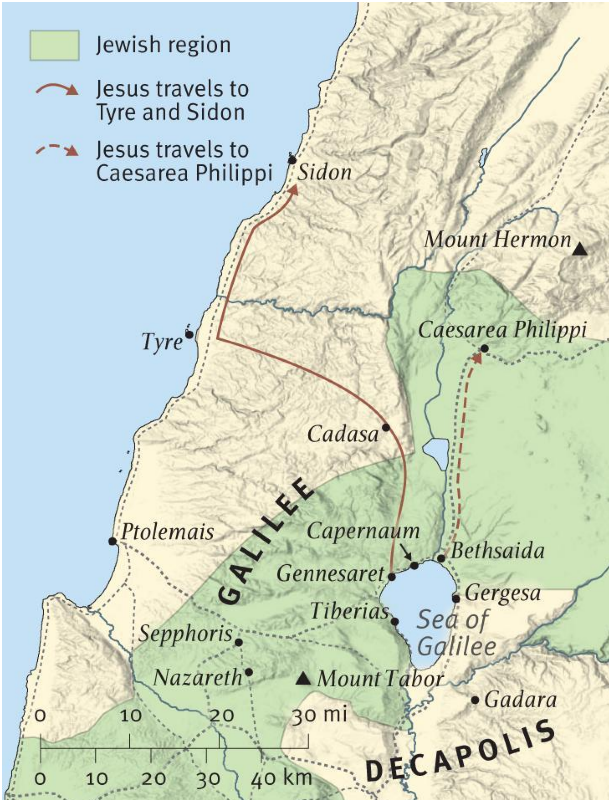 Jewish region
Jesus travels to
Tyre and Sidon
Jesus travels to
Caesarea Philippi
Sidon
Mount Hermon
Caesarea Philippi
Tyre
Cadasa
GALILEE
Ptolemais
Capernaum
Bethsaida
Gennesaret
Gergesa
Tiberias
Sea of
Galilee
Sepphoris
Nazareth
Mount Tabor
Gadara
0 10 20 30 mi
DECAPOLIS
0 10 20 30 40 km